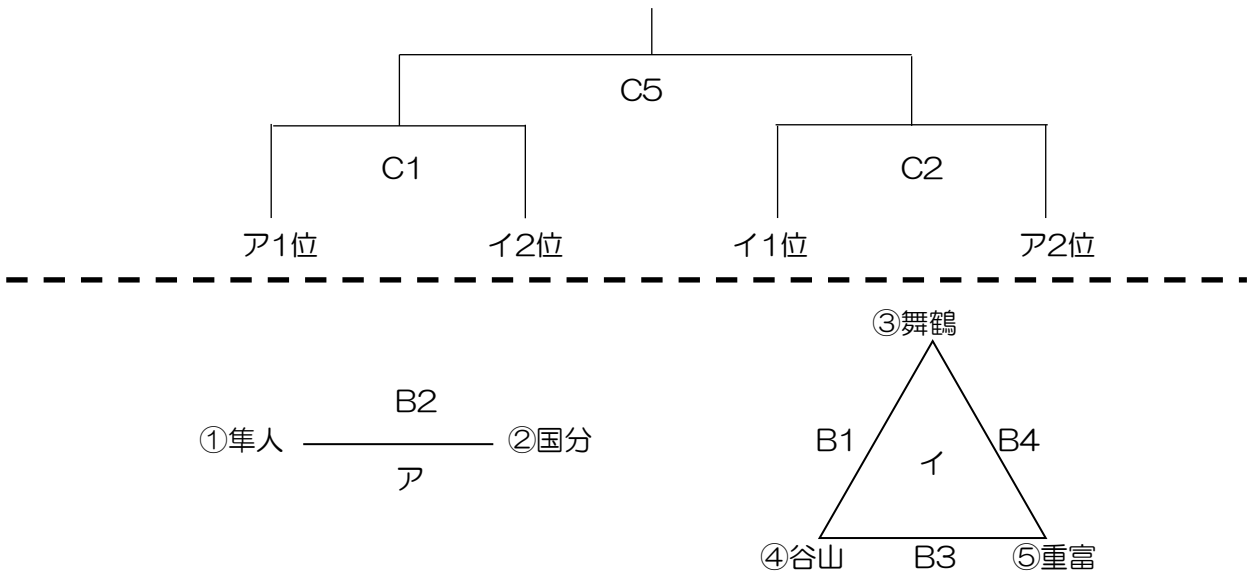 C5
C1
C2
ア1位
イ2位
イ1位
ア2位
③舞鶴
B2
①隼人
②国分
ア
B1
B4
イ
④谷山
B3
⑤重富